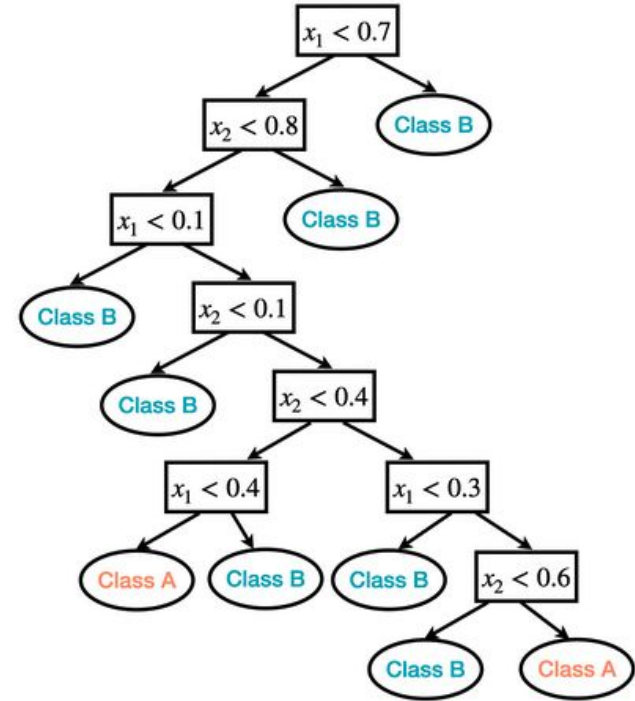 x₁ < 0.7
x₂ < 0.8
Class B
x₁ < 0.1
Class B
Class B
x₂ < 0.1
Class B
x₂ < 0.4
x₁ < 0.4
x₁ < 0.3
Class A
Class B
Class B
x₂ < 0.6
Class B
Class A